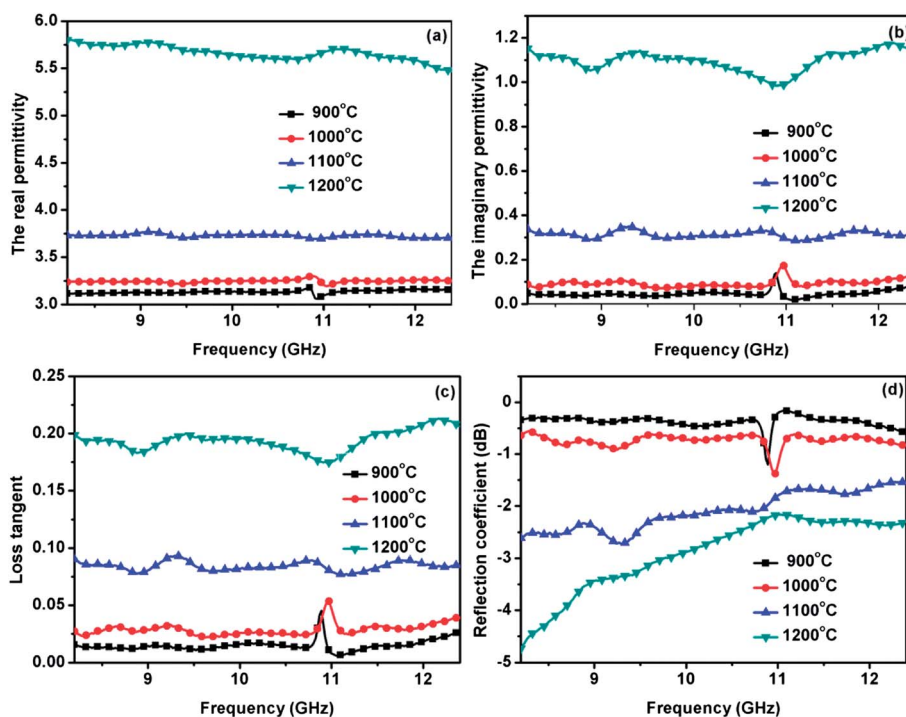 (a)
The real permittivity
6.0
5.5
5.0
4.5
4.0
3.5
3.0
900°C
1000°C
1100°C
1200°C
9 10 11 12
Frequency (GHz)
(b)
The imaginary permittivity
1.2
1.0
0.8
0.6
0.4
0.2
0.0
900°C
1000°C
1100°C
1200°C
9 10 11 12
Frequency (GHz)
(c)
Loss tangent
0.25
0.20
0.15
0.10
0.05
0.00
900°C
1000°C
1100°C
1200°C
9 10 11 12
Frequency (GHz)
(d)
Reflection coefficient (dB)
0
-1
-2
-3
-4
-5
900°C
1000°C
1100°C
1200°C
9 10 11 12
Frequency (GHz)